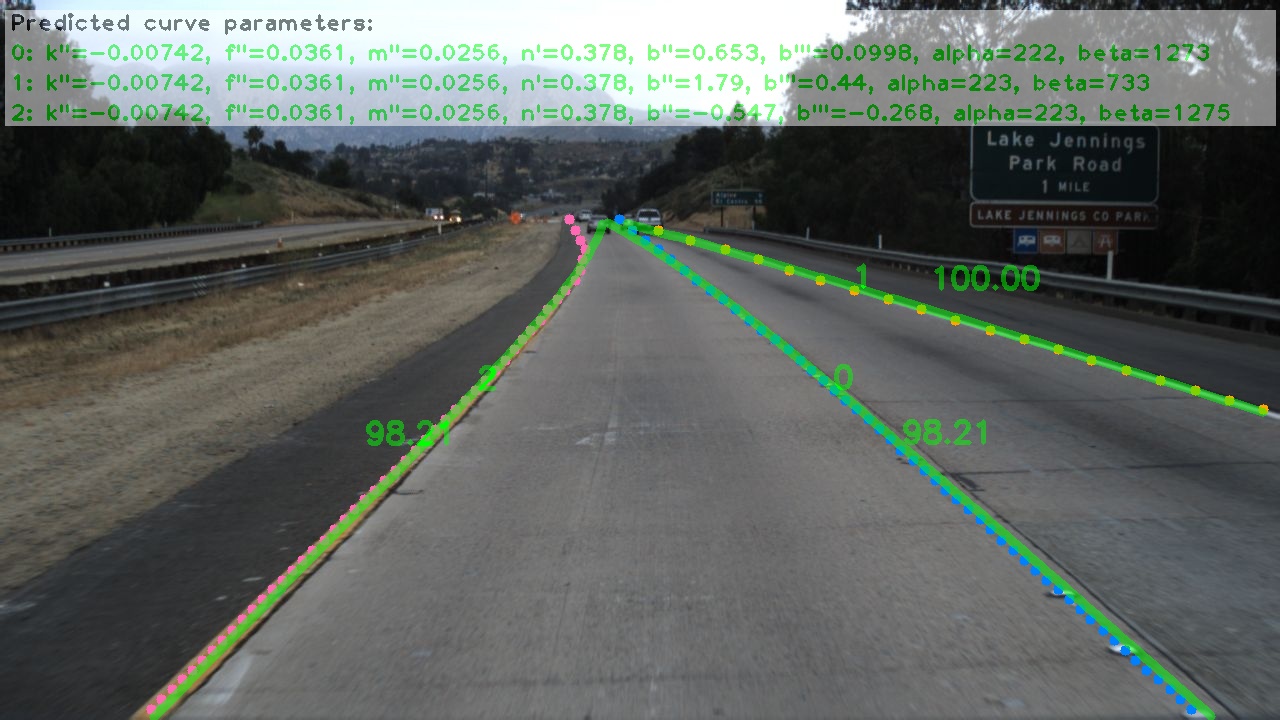 Predicted curve parameters:
0: k''=-0.00742, f''=0.0361, m''=0.0256, n'=0.378, b''=0.653, b'''=0.0998, alpha=222, beta=1273
1: k''=-0.00742, f''=0.0361, m''=0.0256, n'=0.378, b''=1.79, b'''=0.44, alpha=223, beta=733
2: k''=-0.00742, f''=0.0361, m''=0.0256, n'=0.378, b''=-0.547, b'''=-0.268, alpha=223, beta=1275
Lake Jennings
Park Road
1 MILE
LAKE JENNINGS CO PARK
Alpine
El Centro
1 100.00
2 0
98.21 98.21